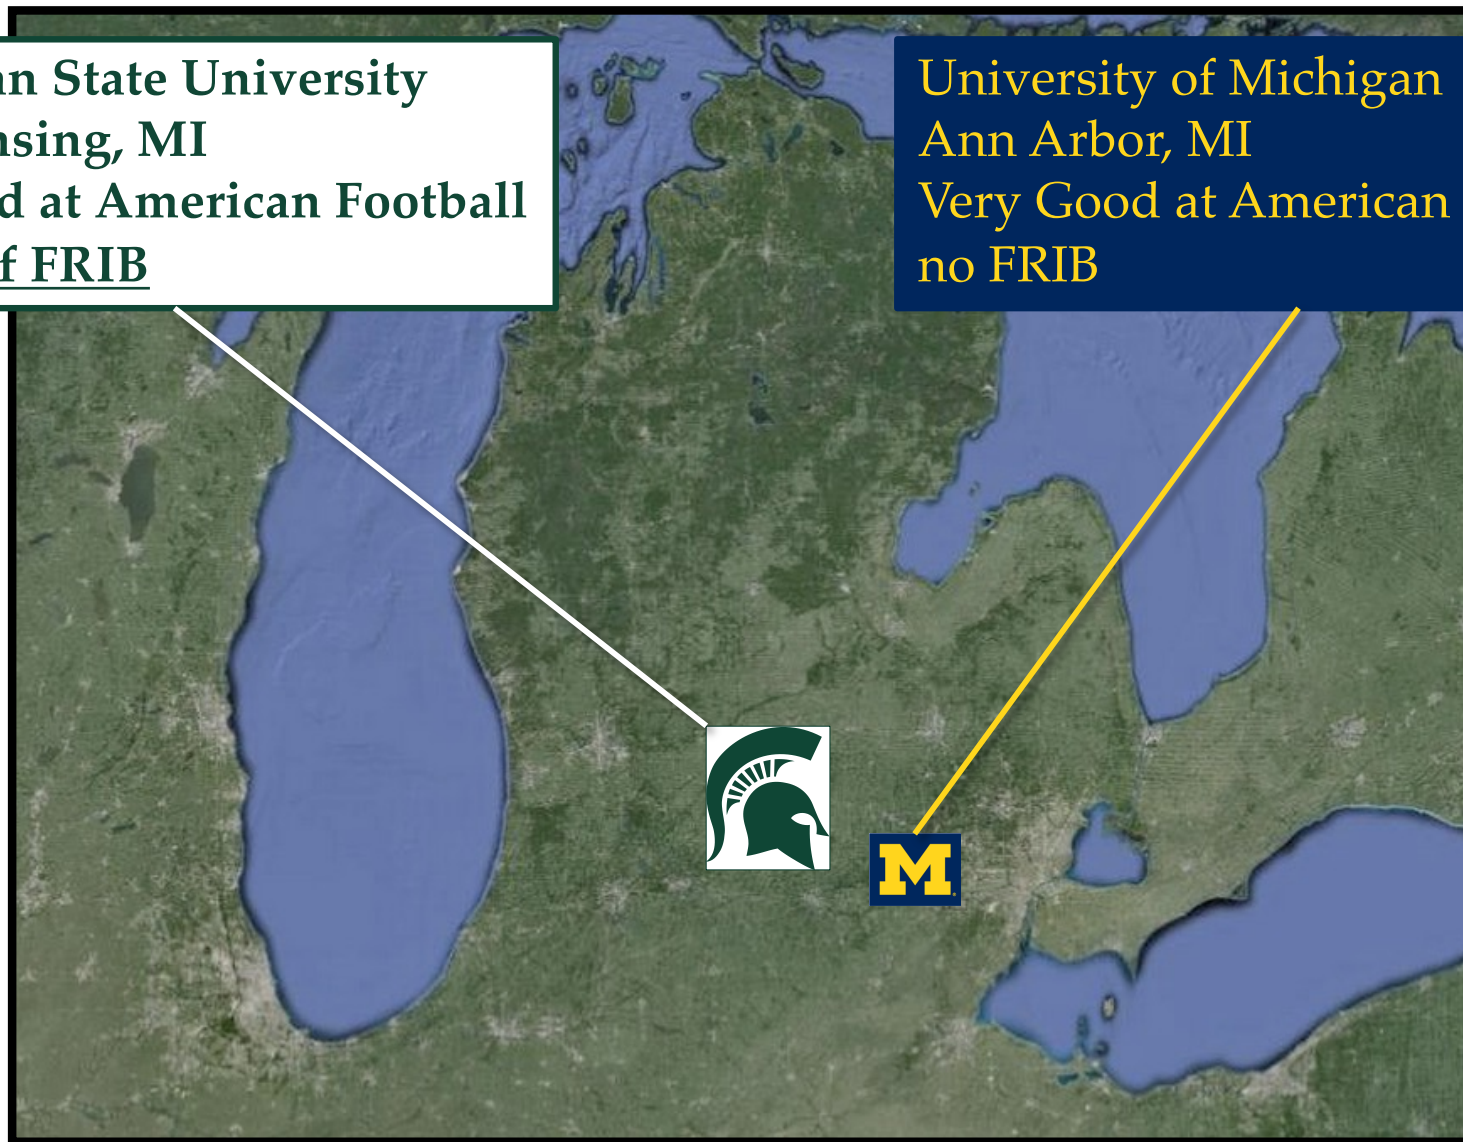 an State University
nsing, MI
d at American Football
f FRIB
University of Michigan
Ann Arbor, MI
Very Good at American
no FRIB
M